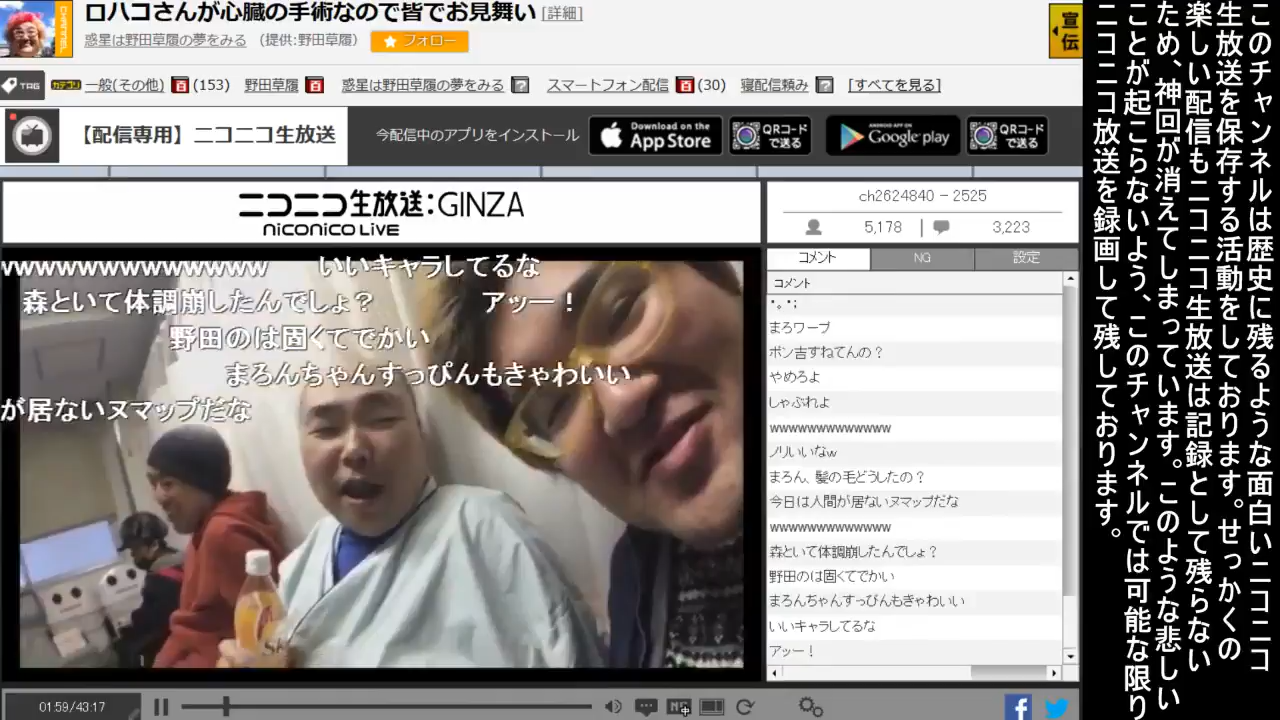 ロハコさんが心臓の手術なので皆でお見舞い [詳細]
惑星は野田草履の夢をみる (提供:野田草履)
フォロー
CHANNEL
宣伝
TAG カテゴリ 一般(その他) 百 (153) 野田草履 百 惑星は野田草履の夢をみる ? スマートフォン配信 百 (30) 寝配信頼み ? [すべてを見る]
【配信専用】ニコニコ生放送
今配信中のアプリをインストール
Download on the App Store
QRコードで送る
ANDROID APP ON Google play
QRコードで送る
ニコニコ生放送:GINZA
niconico Live
ch2624840 - 2525
5,178 | 3,223
コメント NG 設定
コメント
まろワープ
ポン吉すねてんの?
やめろよ
しゃぶれよ
wwwwwwwwwwwww
ノリいいなw
まろん、髪の毛どうしたの?
今日は人間が居ないヌマップだな
wwwwwwwwwwwww
森といて体調崩したんでしょ?
野田のは固くてでかい
まろんちゃんすっぴんもきゃわいい
いいキャラしてるな
アッー!
wwwwwwwwwwwww いいキャラしてるな
森といて体調崩したんでしょ? アッー!
野田のは固くてでかい
まろんちゃんすっぴんもきゃわいい
が居ないヌマップだな
01:59/43:17
このチャンネルは歴史に残るような面白いニコニコ
生放送を保存する活動をしております。せっかくの
楽しい配信もニコニコ生放送は記録として残らない
ため、神回が消えてしまっています。このような悲しい
ことが起こらないよう、このチャンネルでは可能な限り
ニコニコ放送を録画して残しております。